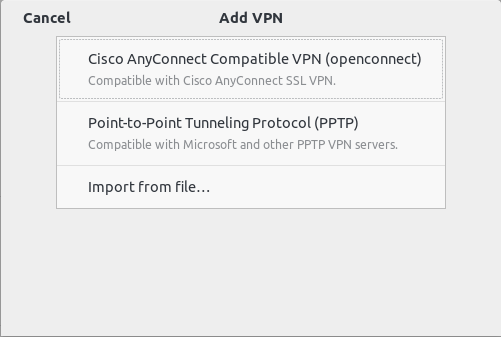 Cancel
Add VPN
Cisco AnyConnect Compatible VPN (openconnect)
Compatible with Cisco AnyConnect SSL VPN.
Point-to-Point Tunneling Protocol (PPTP)
Compatible with Microsoft and other PPTP VPN servers.
Import from file…